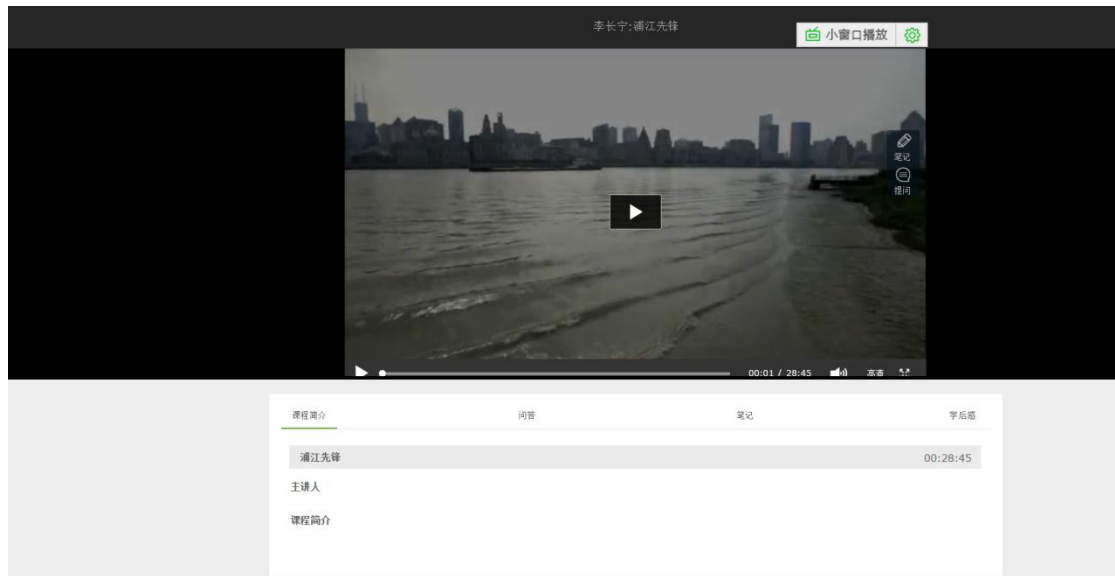 李长宁:浦江先锋
小窗口播放
笔记
提问
00:01 / 28:45 高清
课程简介 问答 笔记 学后感
浦江先锋 00:28:45
主讲人
课程简介